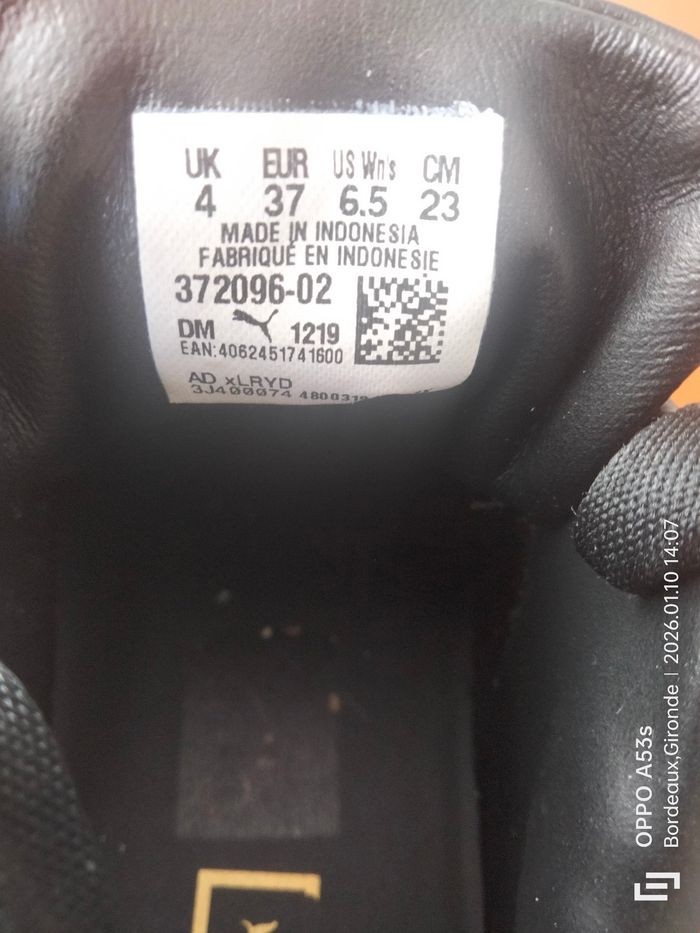 UK EUR US Wn's CM
4 37 6.5 23
MADE IN INDONESIA
FABRIQUÉ EN INDONESIE
372096-02
DM 1219
EAN:4062451741600
AD xLRYD
3J400074
OPPO A53s
Bordeaux,Gironde | 2026.01.10 14:07